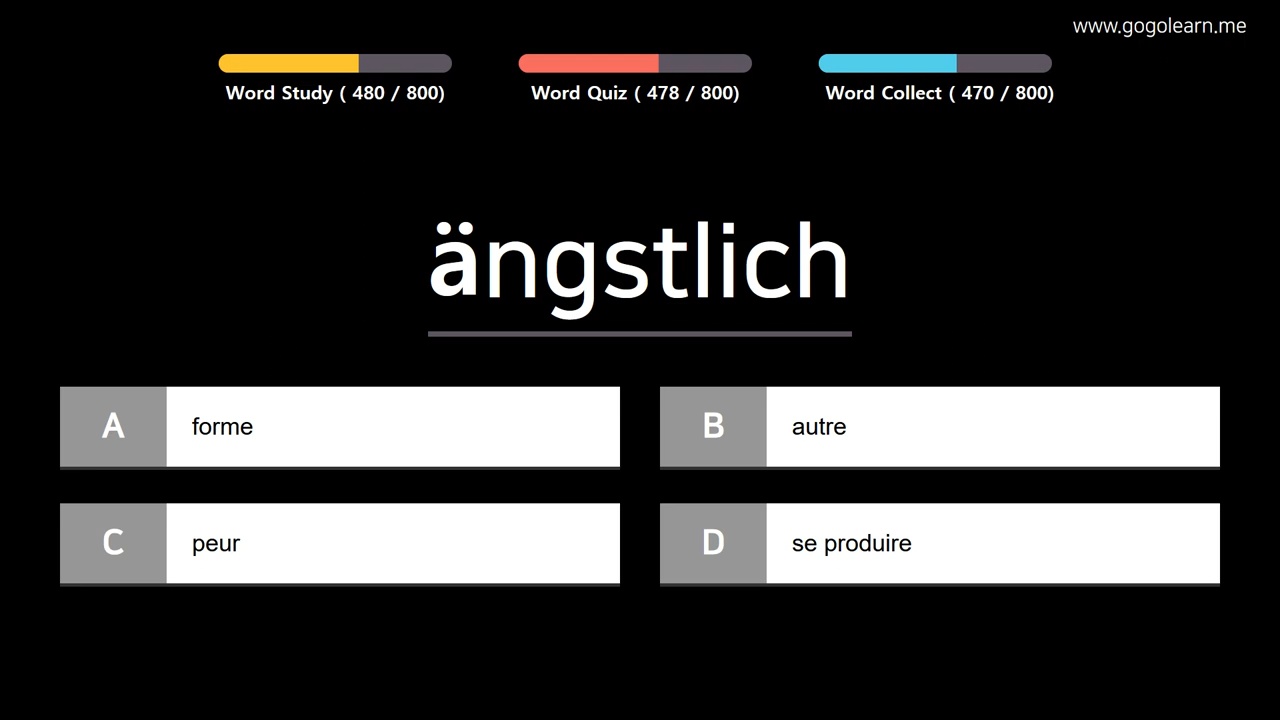 www.gogolearn.me
Word Study ( 480 / 800)
Word Quiz ( 478 / 800)
Word Collect ( 470 / 800)
ängstlich
A forme
B autre
C peur
D se produire